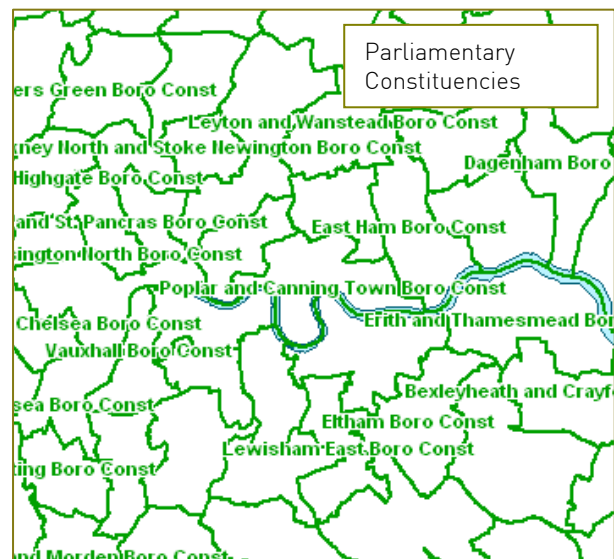 Parliamentary
Constituencies
ers Green Boro Const
Leyton and Wanstead Boro Const
kney North and Stoke Newington Boro Const
Dagenham Boro
Highgate Boro Const
and St. Pancras Boro Const
East Ham Boro Const
sington North Boro Const
Poplar and Canning Town Boro Const
Chelsea Boro Const
Erith and Thamesmead Bor
Vauxhall Boro Const
Bexleyheath and Crayf
sea Boro Const
Eltham Boro Const
Lewisham East Boro Const
ting Boro Const
nd Morden Boro Const